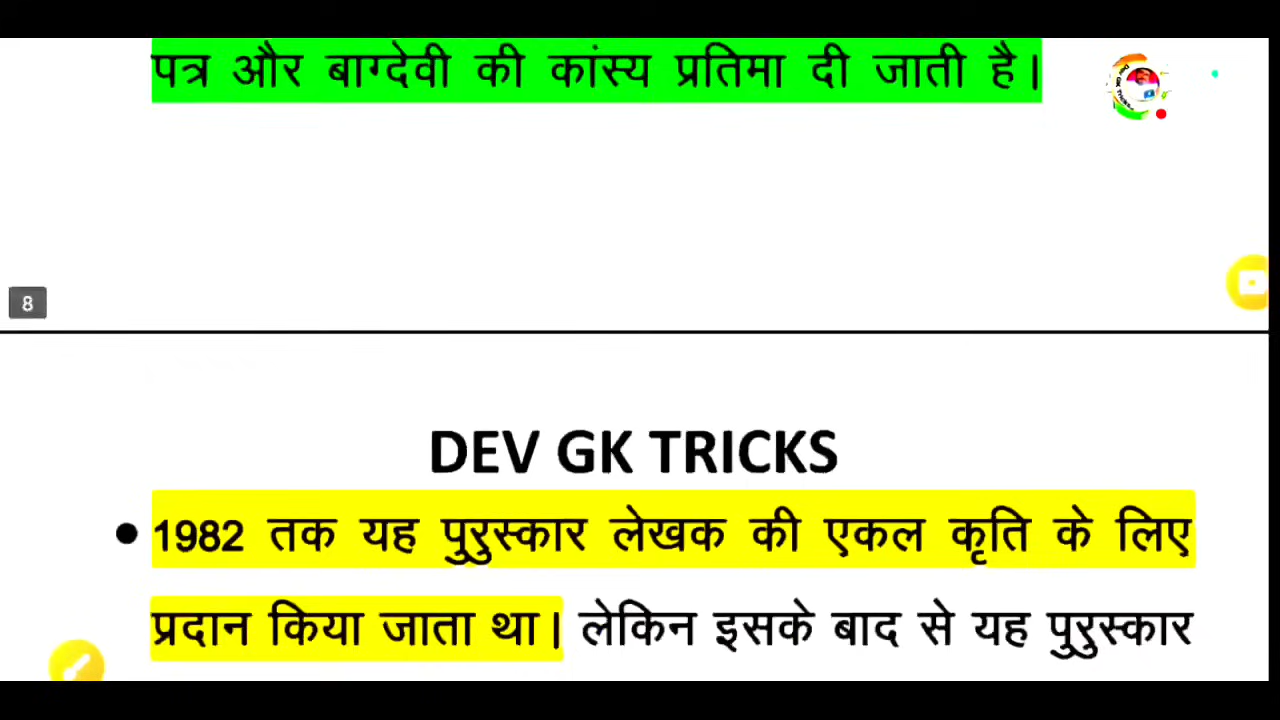 पत्र और बाग्देवी की कांस्य प्रतिमा दी जाती है।
8
DEV GK TRICKS
• 1982 तक यह पुरुस्कार लेखक की एकल कृति के लिए
प्रदान किया जाता था। लेकिन इसके बाद से यह पुरुस्कार